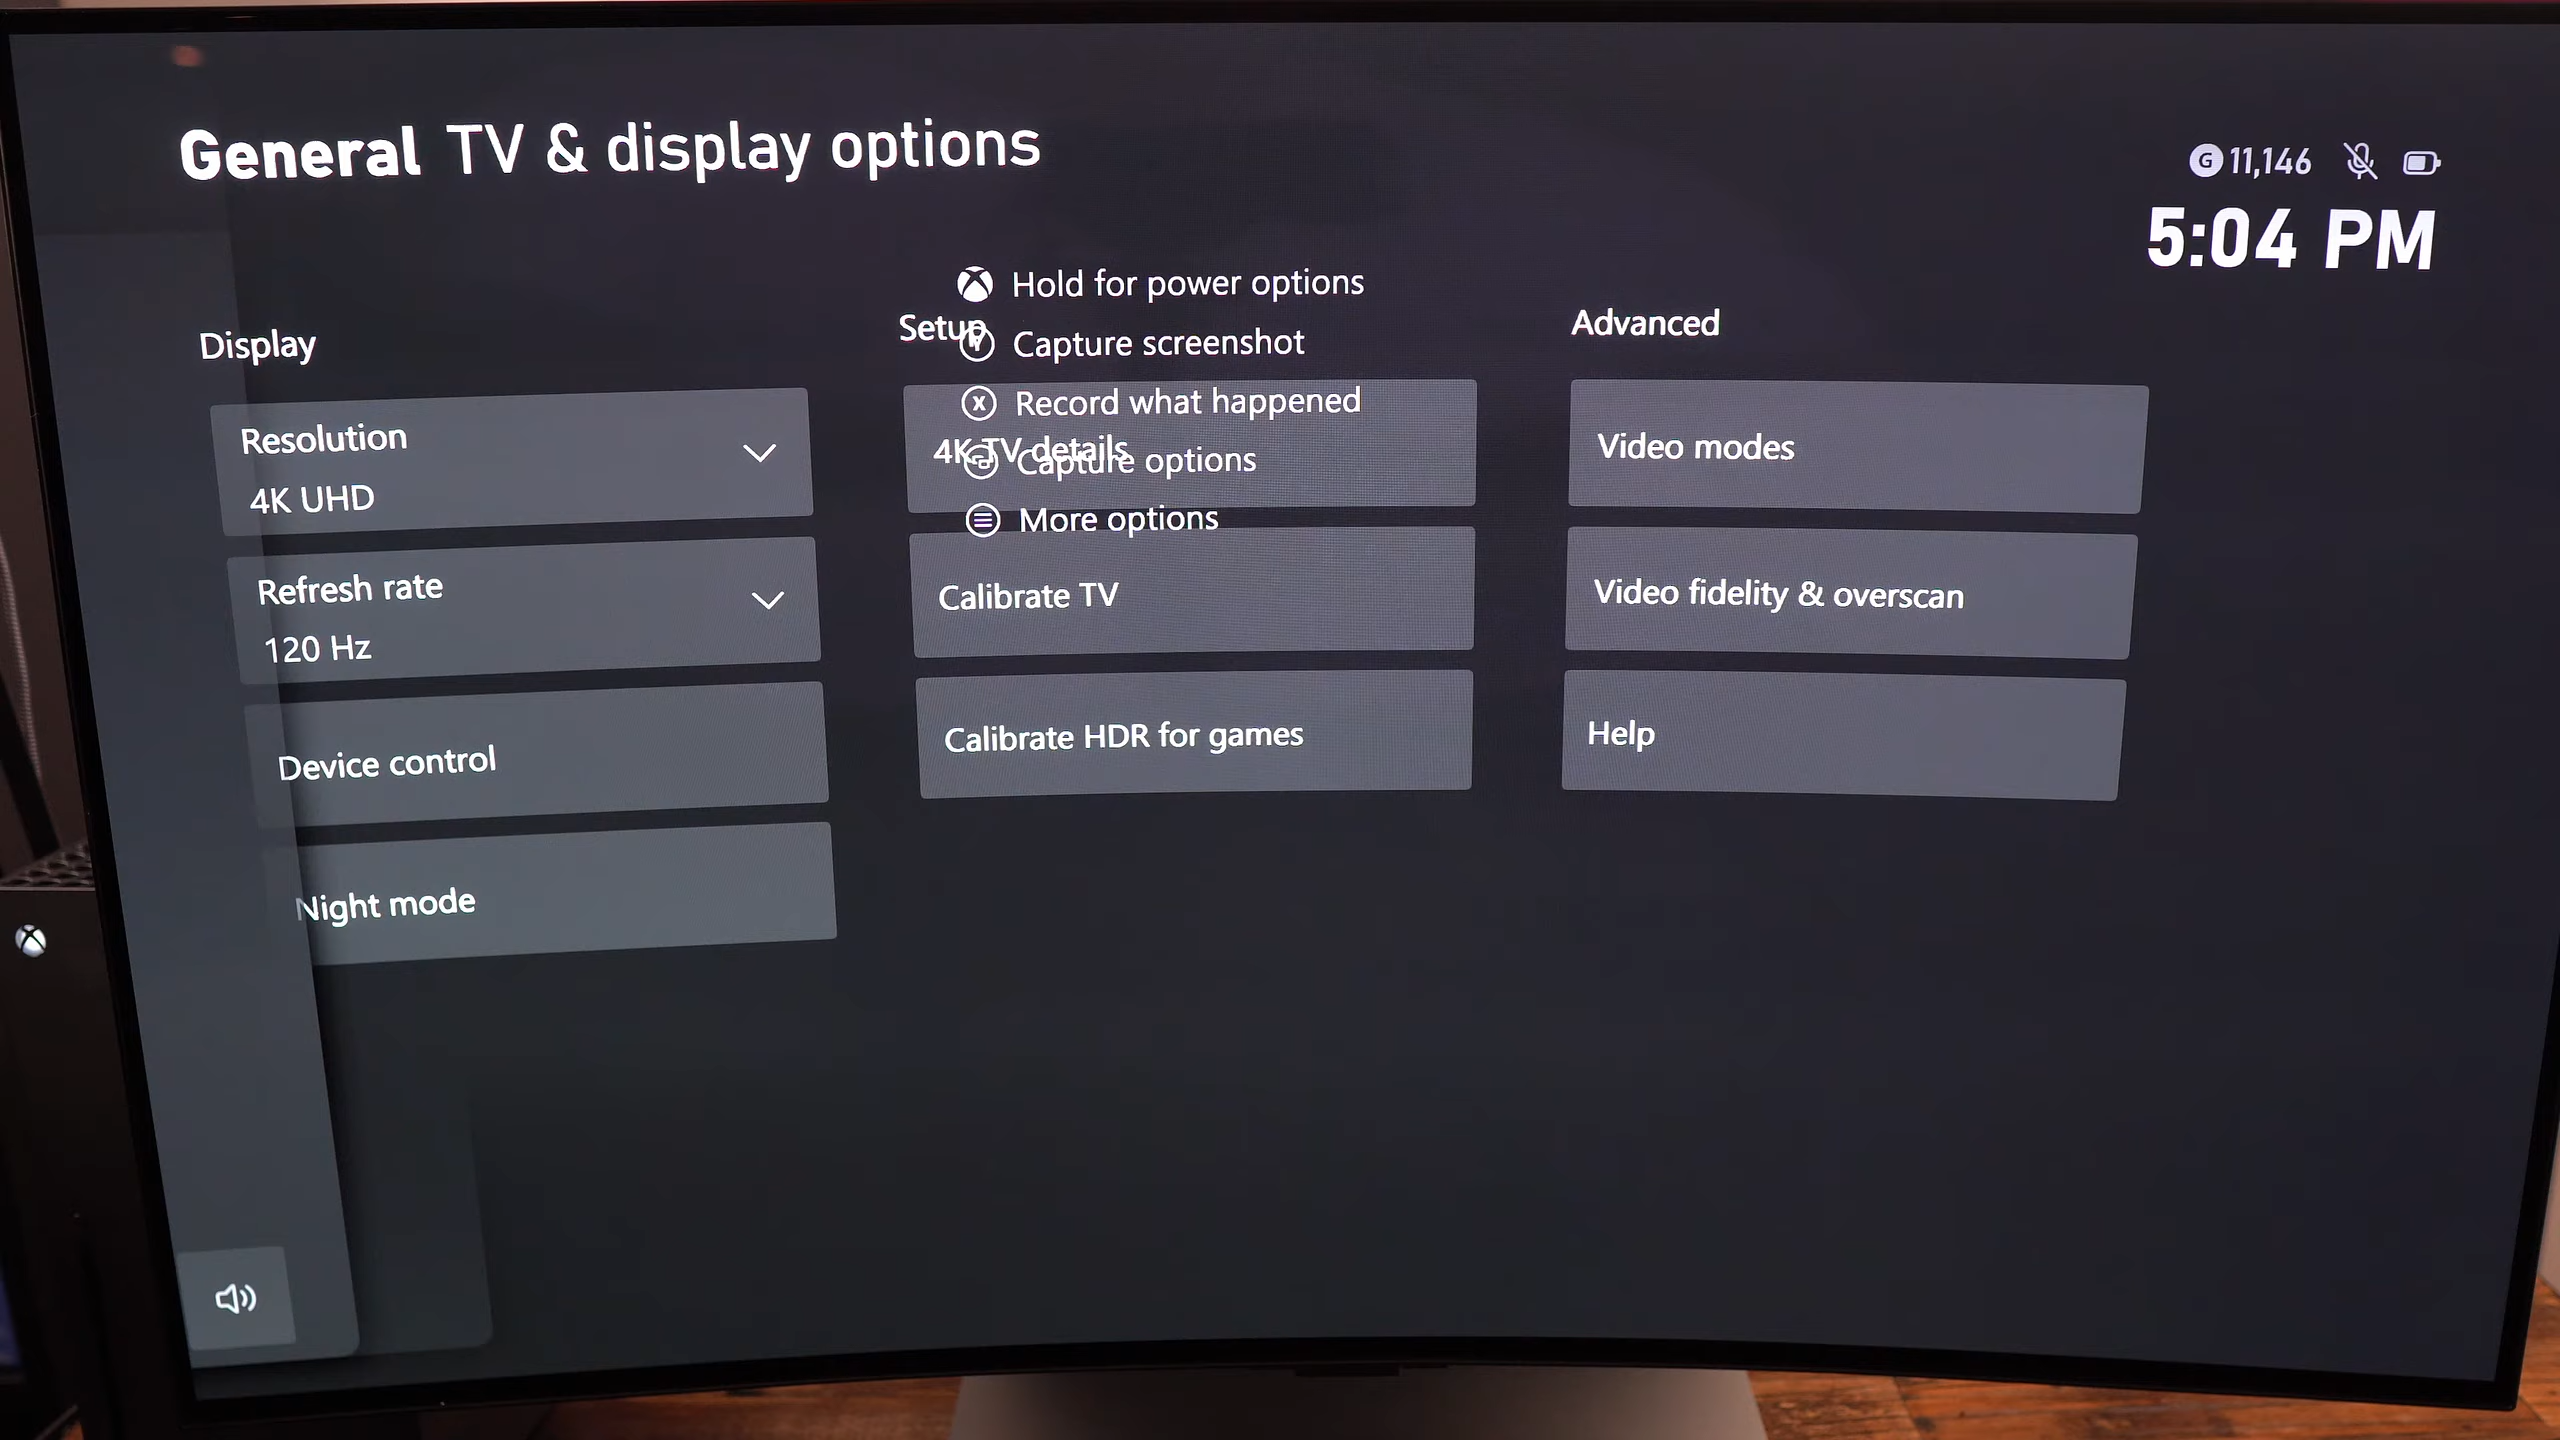 General TV & display options
G 11,146
5:04 PM
Hold for power options
Y Capture screenshot
X Record what happened
Capture options
More options
Display
Resolution
4K UHD
Refresh rate
120 Hz
Device control
Night mode
Setup
4K TV details
Calibrate TV
Calibrate HDR for games
Advanced
Video modes
Video fidelity & overscan
Help